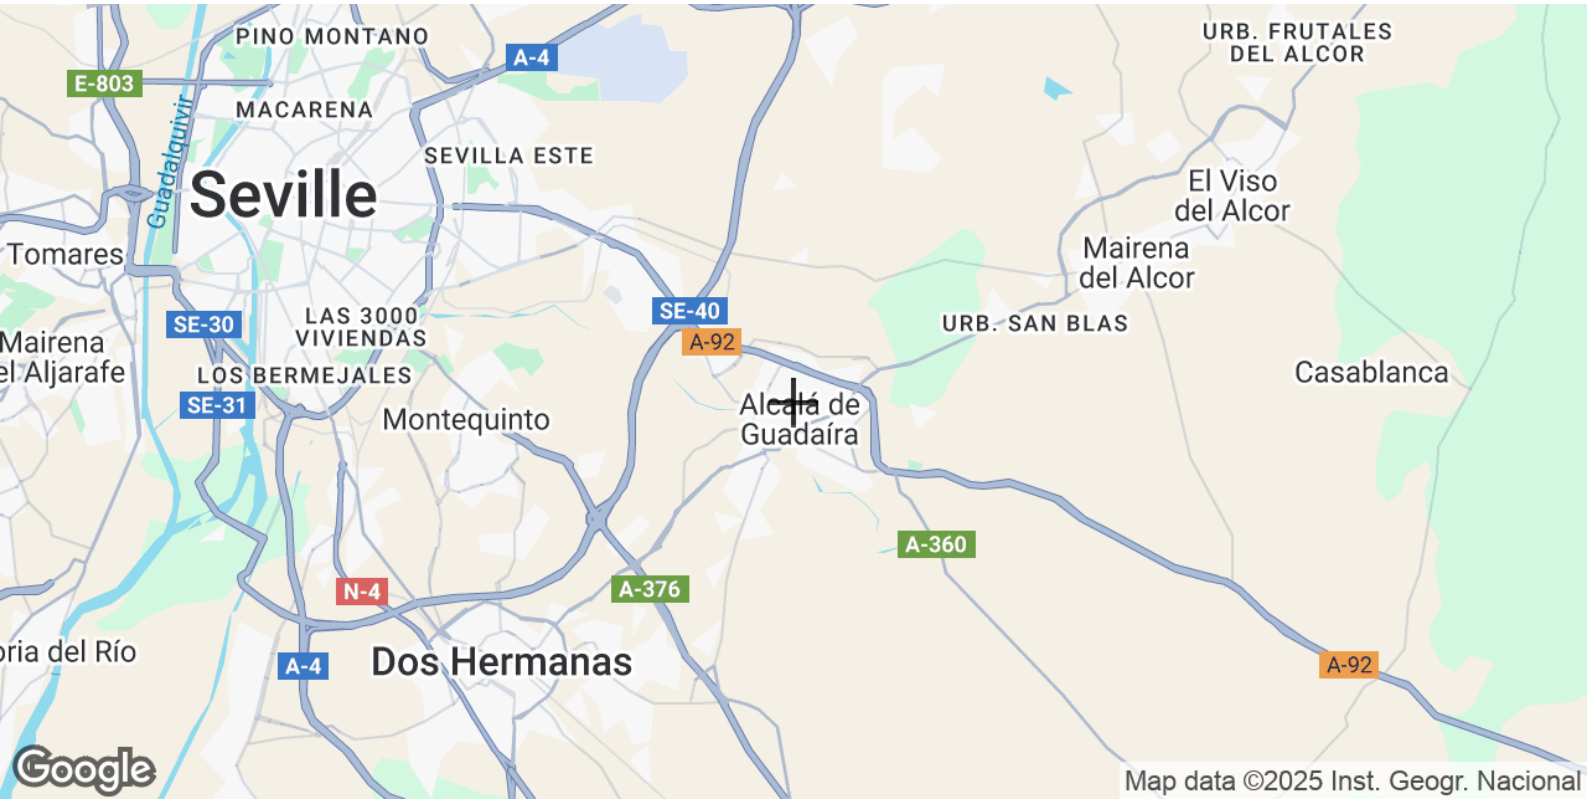 PINO MONTANO
A-4
URB. FRUTALES
DEL ALCOR
E-803
MACARENA
Guadalquivir
SEVILLA ESTE
Seville
El Viso
del Alcor
Tomares
Mairena
del Alcor
SE-40
LAS 3000
VIVIENDAS
SE-30
URB. SAN BLAS
A-92
Mairena
el Aljarafe
LOS BERMEJALES
Casablanca
SE-31
Montequinto
Alcalá de
Guadaíra
A-360
N-4
A-376
oria del Río
A-4
Dos Hermanas
A-92
Google
Map data ©2025 Inst. Geogr. Nacional